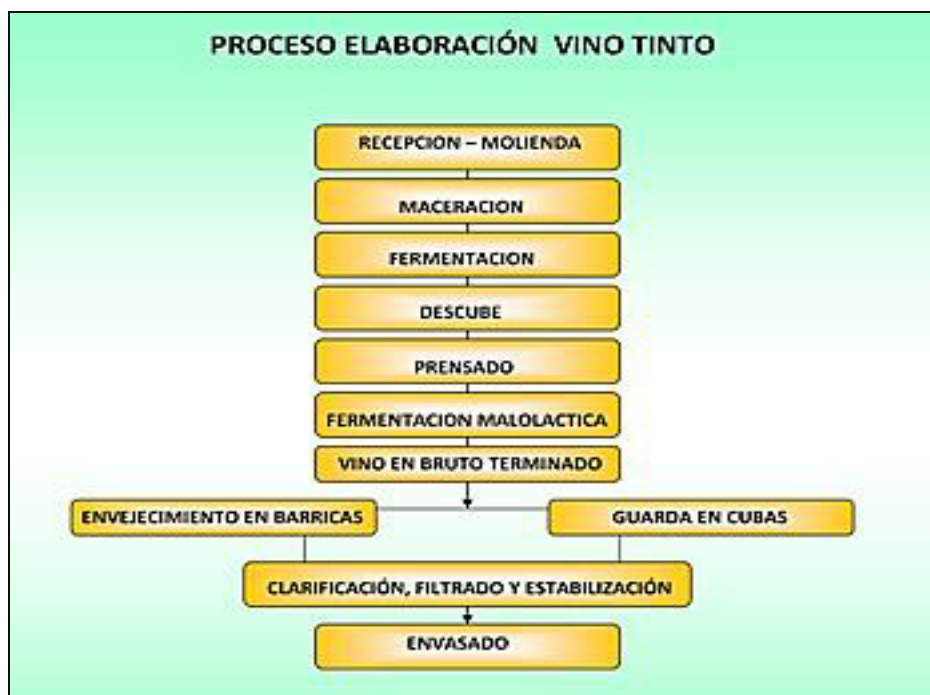 PROCESO ELABORACIÓN VINO TINTO
RECEPCION – MOLIENDA
MACERACION
FERMENTACION
DESCUBE
PRENSADO
FERMENTACION MALOLACTICA
VINO EN BRUTO TERMINADO
ENVEJECIMIENTO EN BARRICAS
GUARDA EN CUBAS
CLARIFICACIÓN, FILTRADO Y ESTABILIZACIÓN
ENVASADO